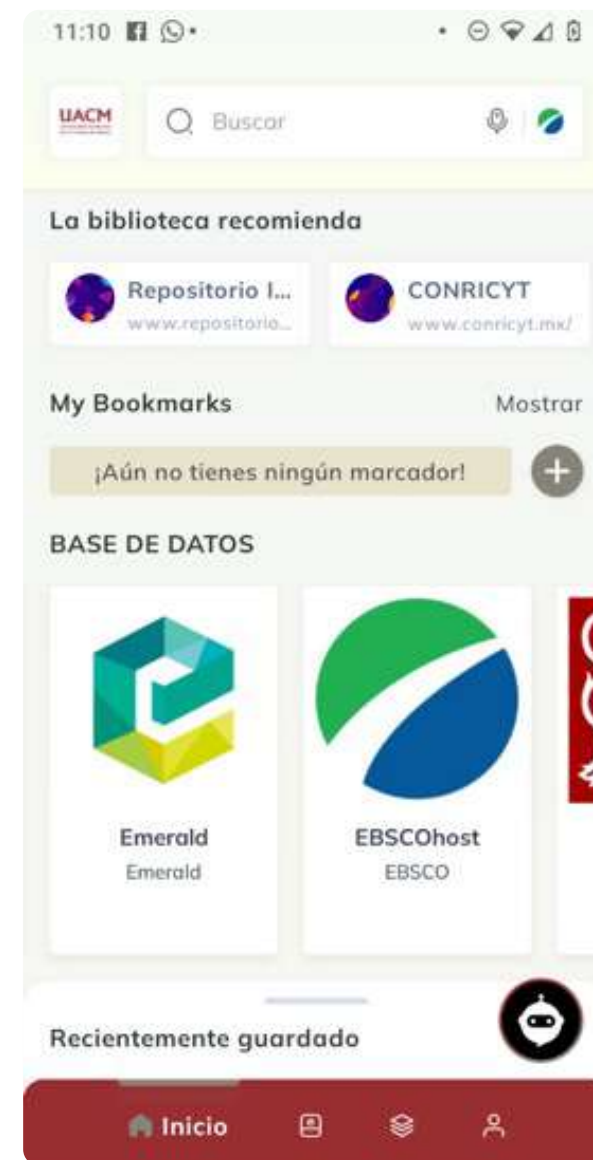 11:10
UACM
Buscar
La biblioteca recomienda
Repositorio I...
www.repositorio...
CONRICYT
www.conricyt.mx/
My Bookmarks
Mostrar
¡Aún no tienes ningún marcador!
BASE DE DATOS
Emerald
Emerald
EBSCOhost
EBSCO
Recientemente guardado
Inicio